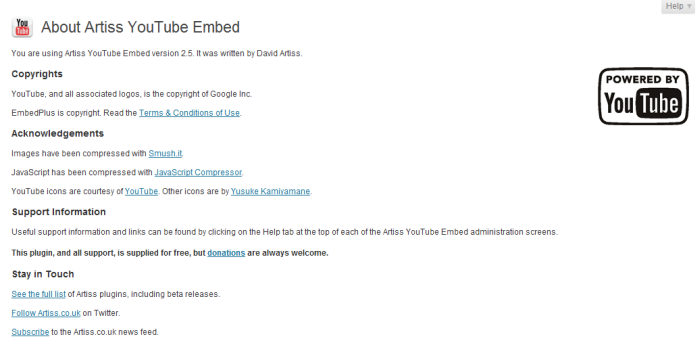 Help
You Tube
About Artiss YouTube Embed
You are using Artiss YouTube Embed version 2.5. It was written by David Artiss.
Copyrights
YouTube, and all associated logos, is the copyright of Google Inc.
EmbedPlus is copyright. Read the Terms & Conditions of Use.
POWERED BY
YouTube
Acknowledgements
Images have been compressed with Smush.it.
JavaScript has been compressed with JavaScript Compressor.
YouTube icons are courtesy of YouTube. Other icons are by Yusuke Kamiyamane.
Support Information
Useful support information and links can be found by clicking on the Help tab at the top of each of the Artiss YouTube Embed administration screens.
This plugin, and all support, is supplied for free, but donations are always welcome.
Stay in Touch
See the full list of Artiss plugins, including beta releases.
Follow Artiss.co.uk on Twitter.
Subscribe to the Artiss.co.uk news feed.